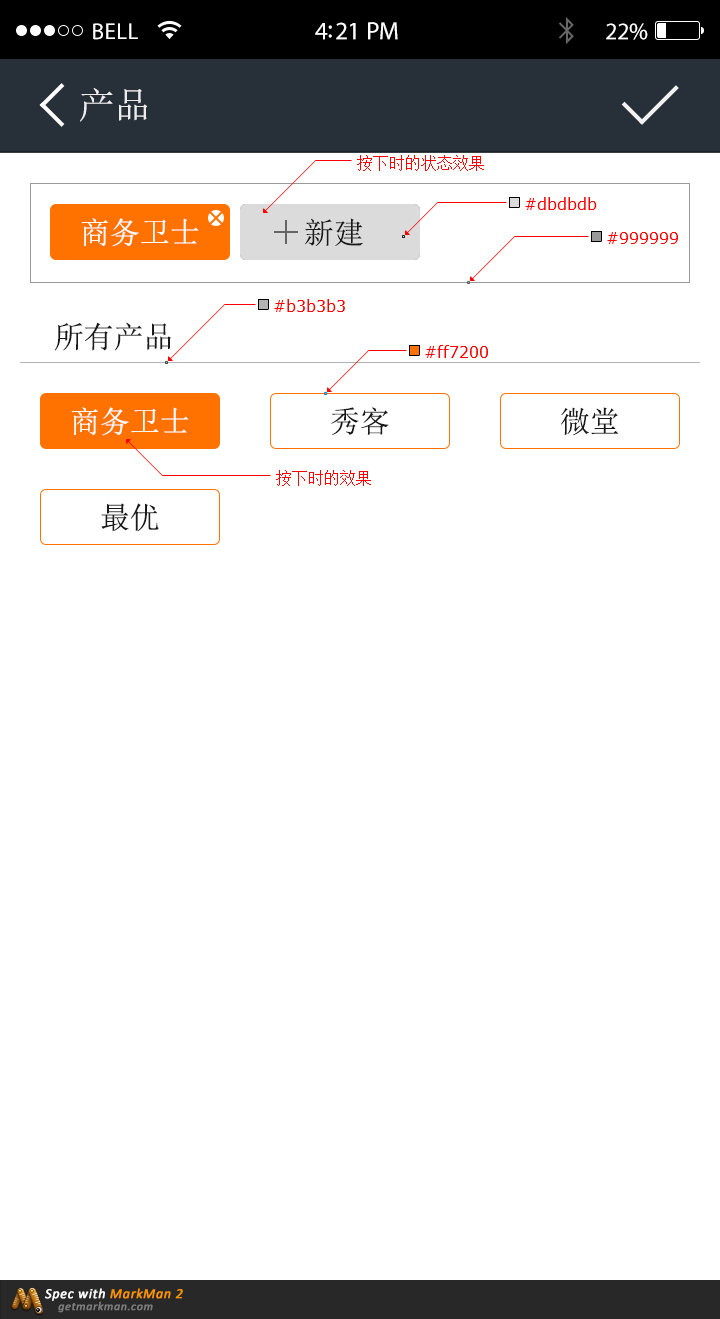 BELL 4:21 PM 22%
产品
按下时的状态效果
商务卫士 +新建 #dbdbdb
#999999
#b3b3b3
所有产品
#ff7200
商务卫士 秀客 微堂
按下时的效果
最优
Spec with MarkMan 2
getmarkman.com